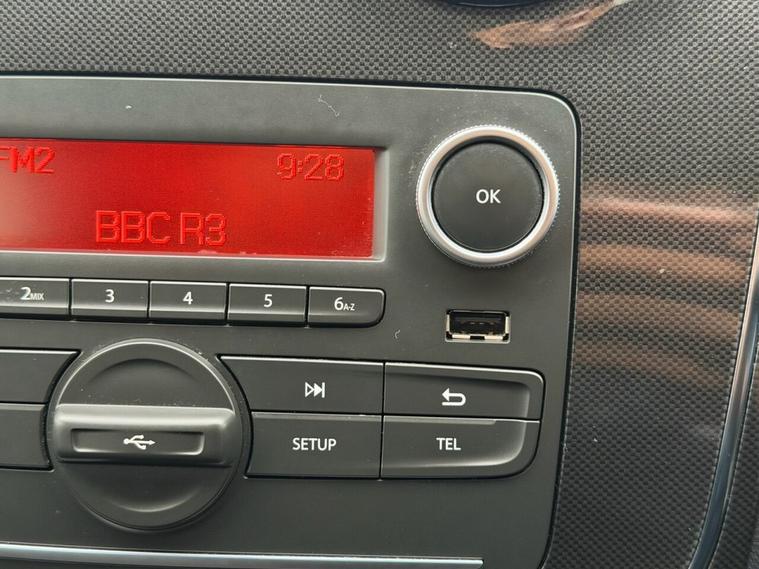 FM2 9:28
BBC R3
OK
2MIX 3 4 5 6A-Z
SETUP TEL